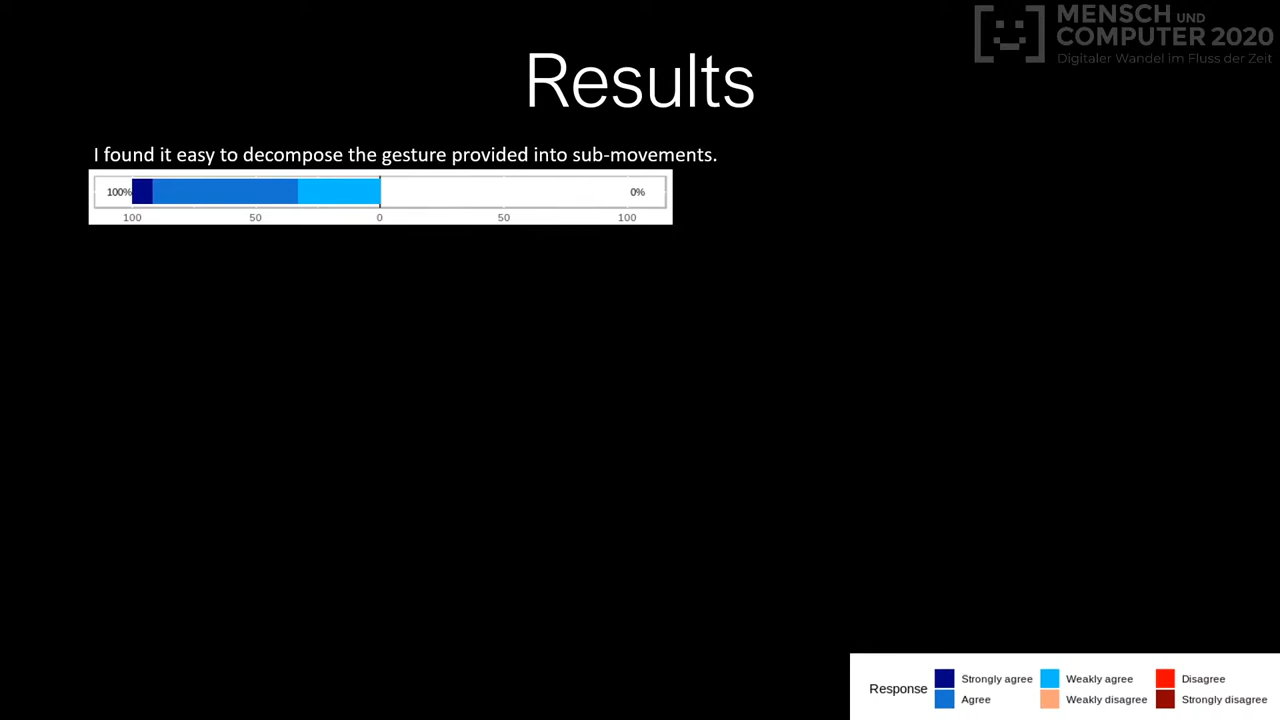 MENSCH UND
COMPUTER 2020
Digitaler Wandel im Fluss der Zeit
Results
I found it easy to decompose the gesture provided into sub-movements.
100% 0%
100 50 0 50 100
Response
Strongly agree Weakly agree Disagree
Agree Weakly disagree Strongly disagree